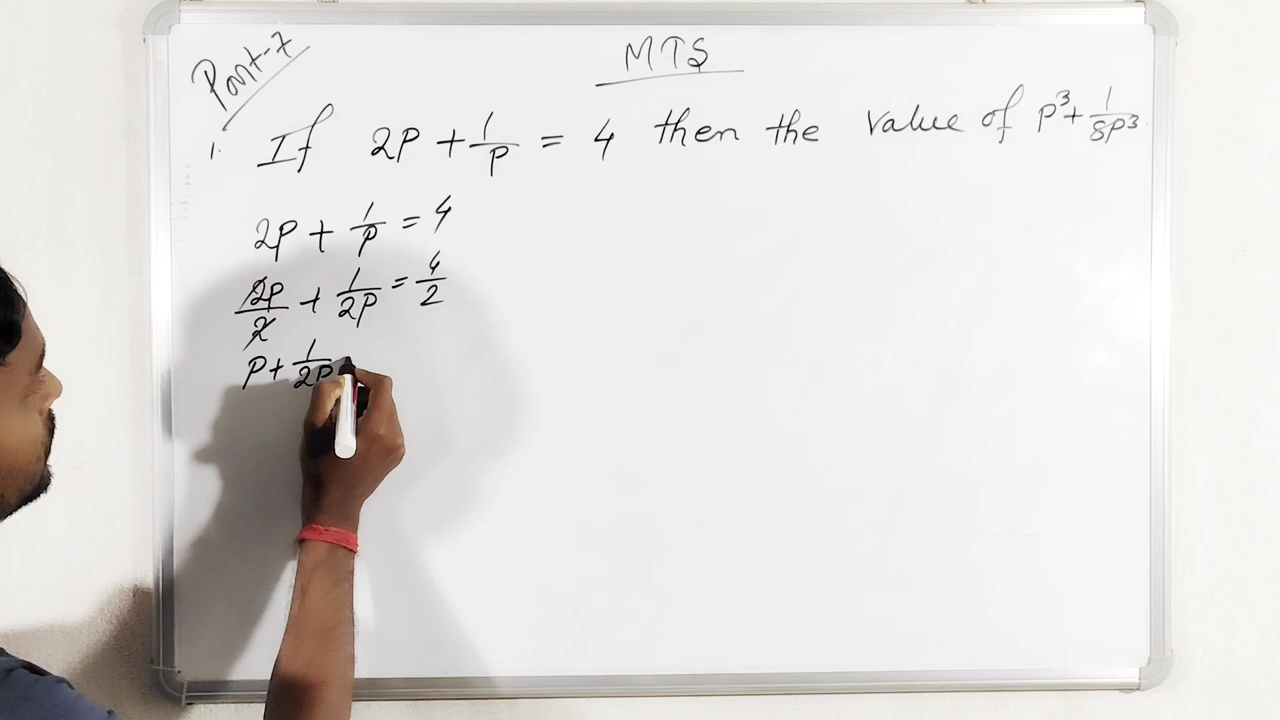 Part-7
MTS
1. If 2P + 1/P = 4 then the value of P³ + 1/8P³
2P + 1/P = 4
2P/2 + 1/2P = 4/2
P + 1/2P